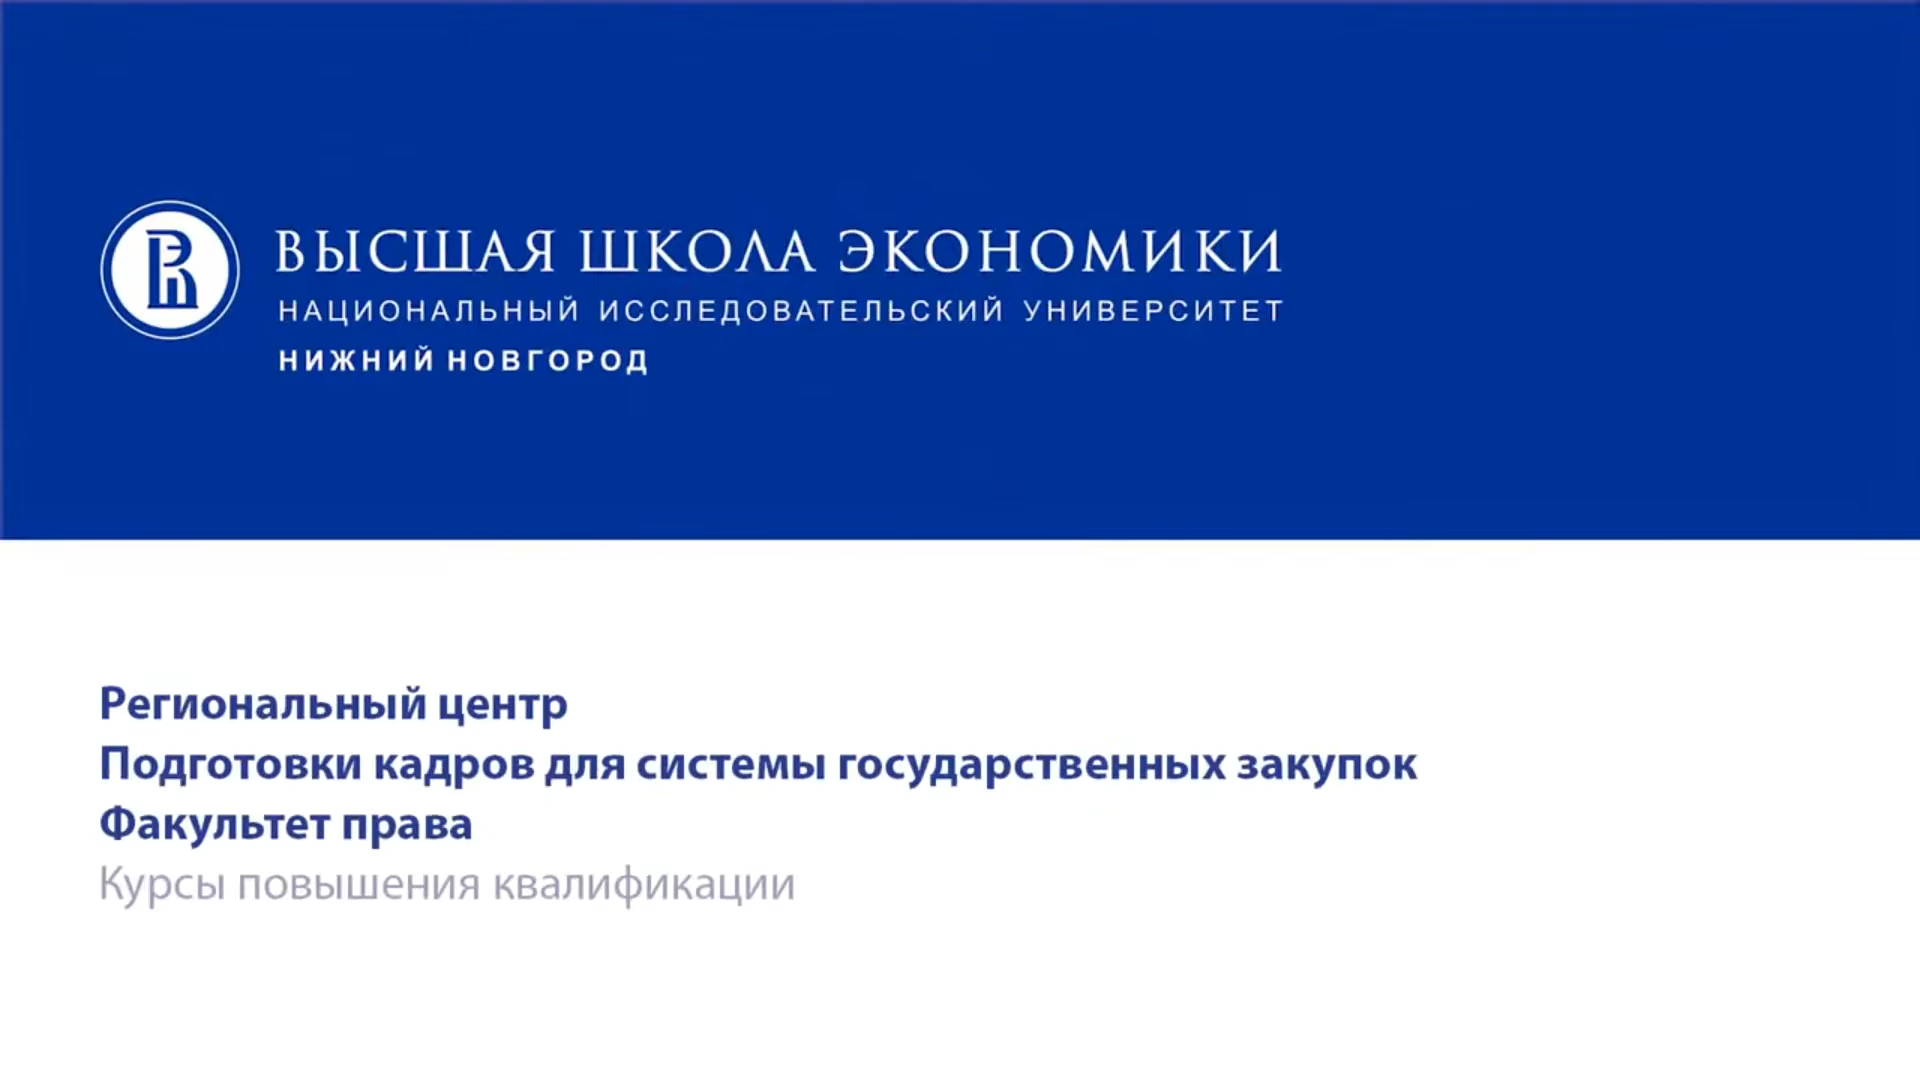 ВЫСШАЯ ШКОЛА ЭКОНОМИКИ
НАЦИОНАЛЬНЫЙ ИССЛЕДОВАТЕЛЬСКИЙ УНИВЕРСИТЕТ
НИЖНИЙ НОВГОРОД
Региональный центр
Подготовки кадров для системы государственных закупок
Факультет права
Курсы повышения квалификации